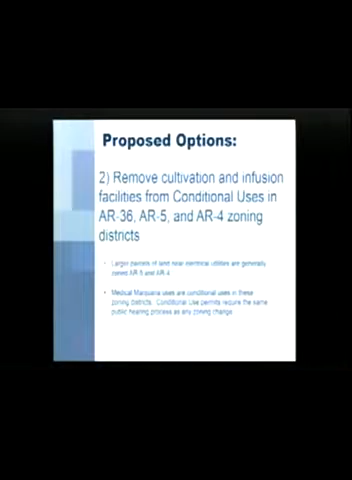 Proposed Options:
2) Remove cultivation and infusion
facilities from Conditional Uses in
AR-36, AR-5, and AR-4 zoning
districts
Larger parcels of land near electrical utilities are generally
zoned AR-5 and AR-4
Medical Marijuana uses are conditional uses in these
zoning districts. Conditional Use permits require the same
public hearing process as any zoning change.